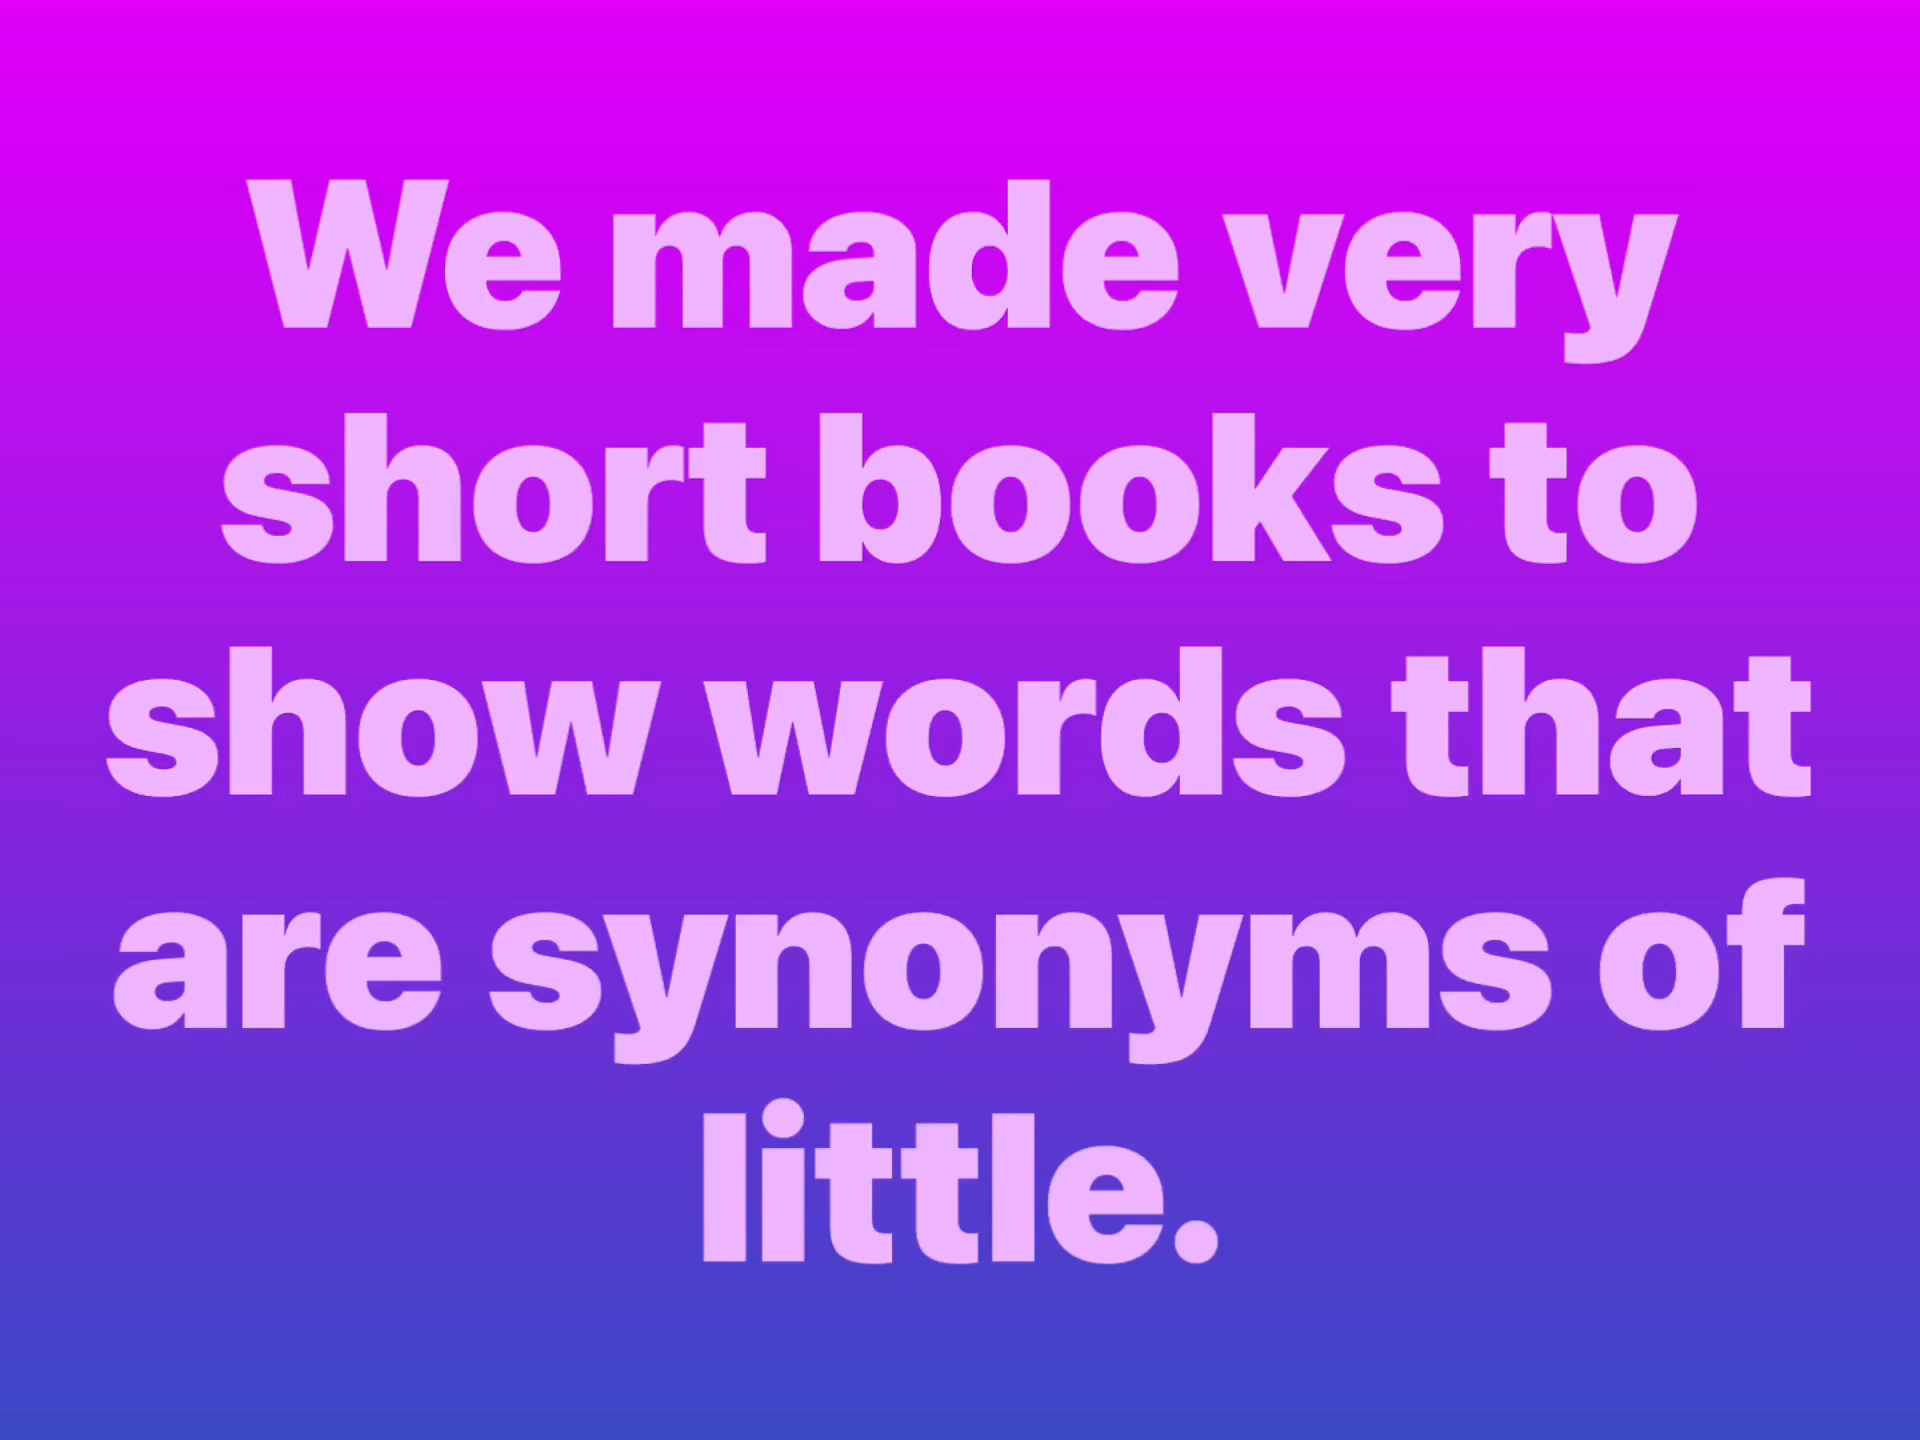 We made very
short books to
show words that
are synonyms of
little.